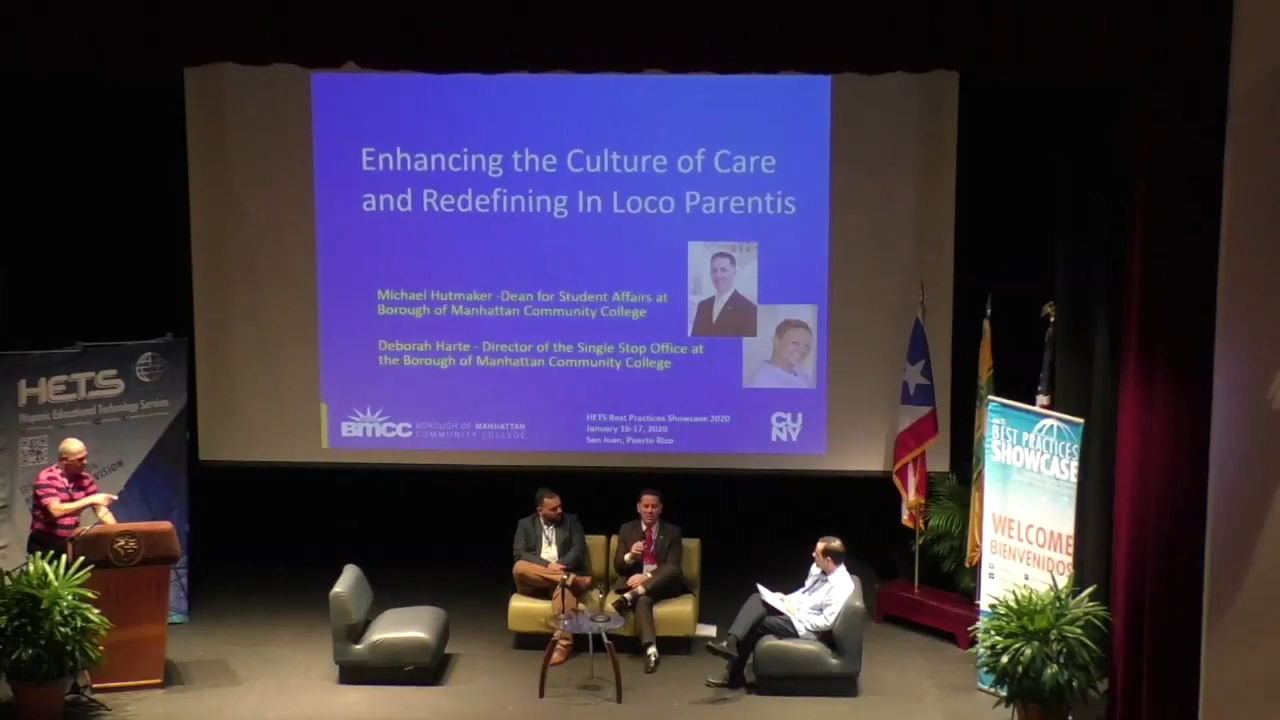 Enhancing the Culture of Care
and Redefining In Loco Parentis
Michael Hutmaker -Dean for Student Affairs at
Borough of Manhattan Community College
Deborah Harte - Director of the Single Stop Office at
the Borough of Manhattan Community College
BMCC BOROUGH OF MANHATTAN
COMMUNITY COLLEGE
HETS Best Practices Showcase 2020
January 16-17, 2020
San Juan, Puerto Rico
CU
NY
HETS
Hispanic Educational Technology Services
VISION
BEST PRACTICES
SHOWCASE
WELCOME
BIENVENIDOS